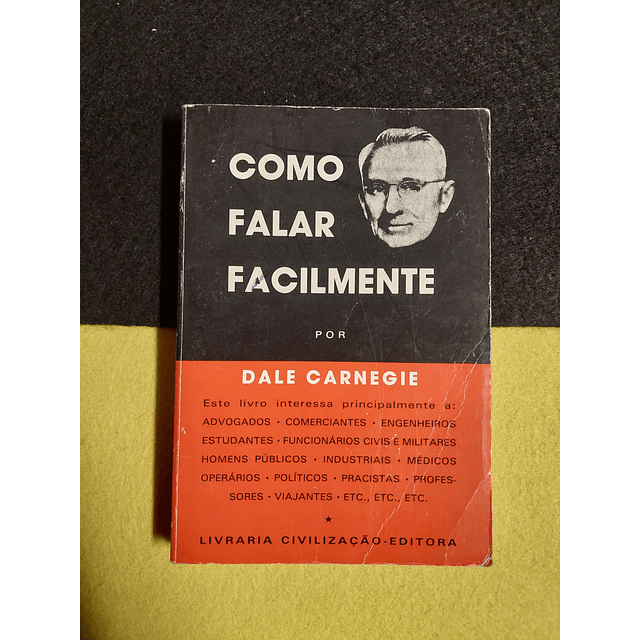 COMO
FALAR
FACILMENTE
POR
DALE CARNEGIE
Este livro interessa principalmente a:
ADVOGADOS • COMERCIANTES • ENGENHEIROS
ESTUDANTES • FUNCIONÁRIOS CIVIS E MILITARES
HOMENS PÚBLICOS • INDUSTRIAIS • MÉDICOS
OPERÁRIOS • POLÍTICOS • PRACISTAS • PROFES-
SORES • VIAJANTES • ETC., ETC., ETC.
★
LIVRARIA CIVILIZAÇÃO-EDITORA